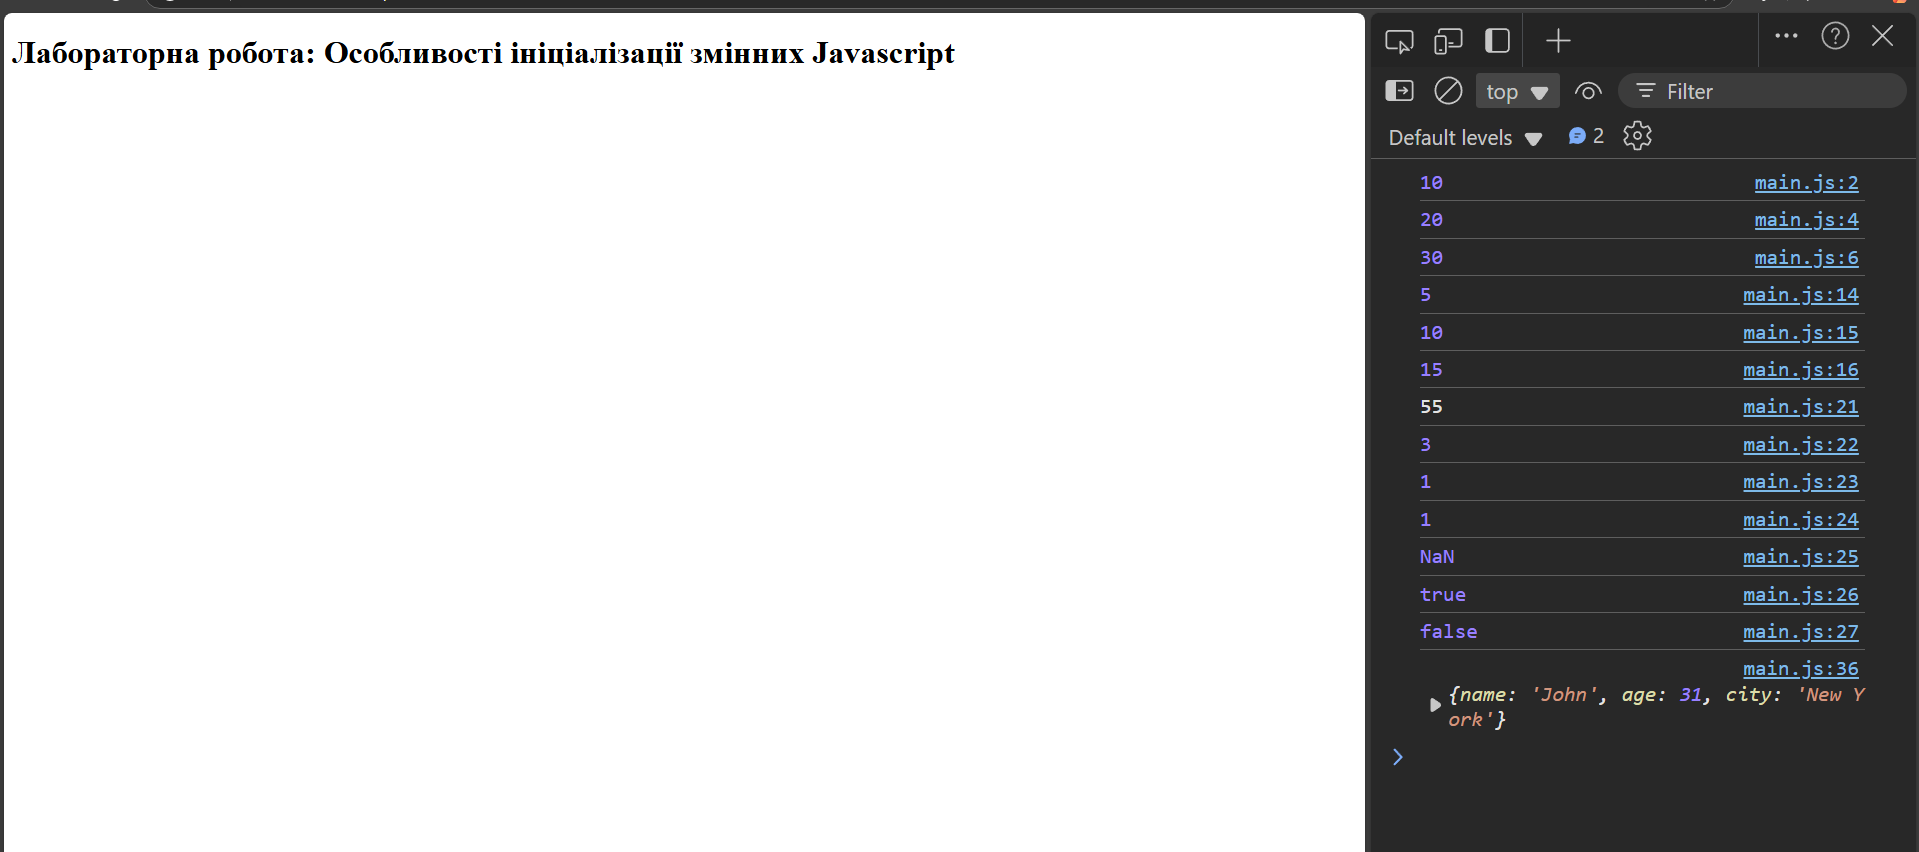 Лабораторна робота: Особливості ініціалізації змінних Javascript
top
Filter
Default levels 2
10 main.js:2
20 main.js:4
30 main.js:6
5 main.js:14
10 main.js:15
15 main.js:16
55 main.js:21
3 main.js:22
1 main.js:23
1 main.js:24
NaN main.js:25
true main.js:26
false main.js:27
main.js:36
{name: 'John', age: 31, city: 'New Y
ork'}